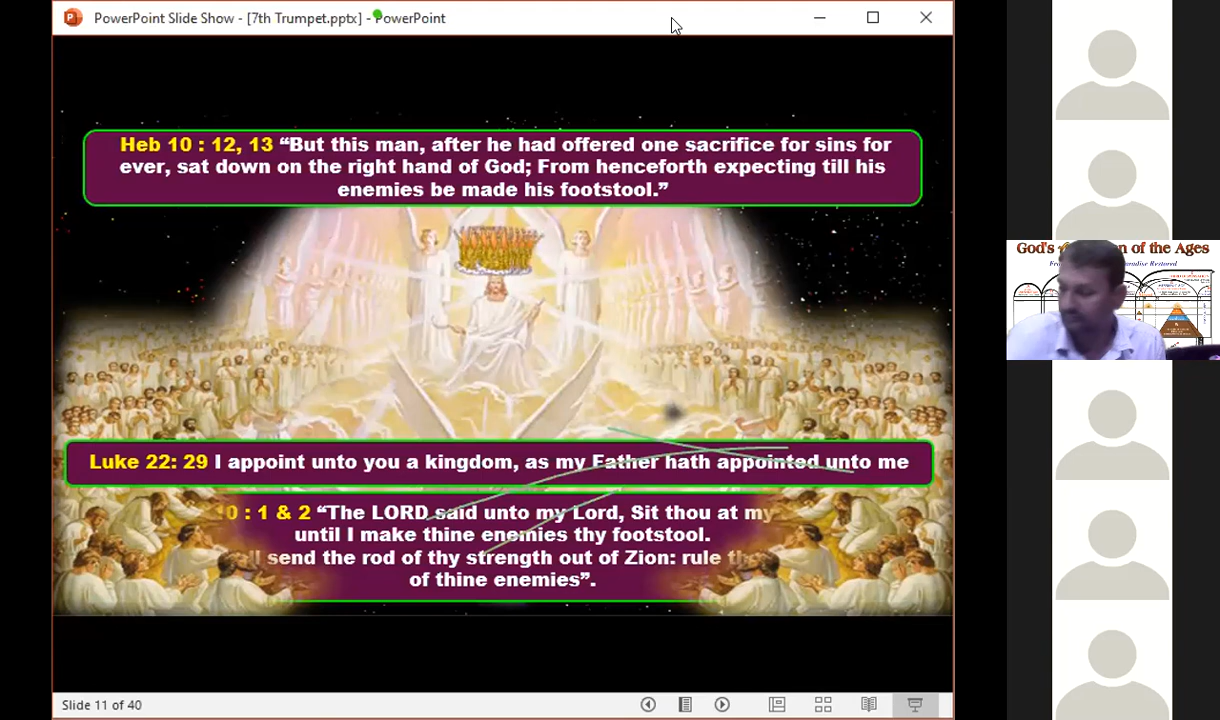 PowerPoint Slide Show - [7th Trumpet.pptx] - PowerPoint
Heb 10 : 12, 13 “But this man, after he had offered one sacrifice for sins for
ever, sat down on the right hand of God; From henceforth expecting till his
enemies be made his footstool.”
God's of the Ages
Restored
Luke 22: 29 I appoint unto you a kingdom, as my Father hath appointed unto me
: 1 & 2 “The LORD said unto my Lord, Sit thou at my
until I make thine enemies thy footstool.
send the rod of thy strength out of Zion: rule
of thine enemies”.
Slide 11 of 40